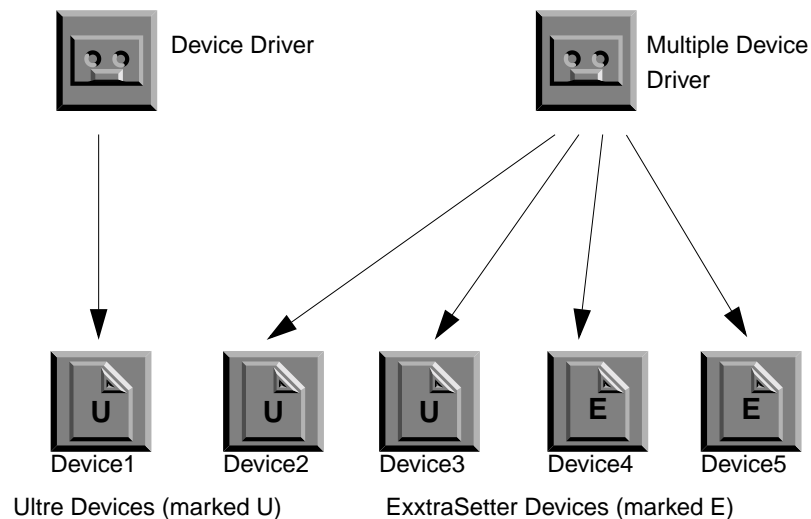 Device Driver
Multiple Device
Driver
U
U
U
E
E
Device1
Device2
Device3
Device4
Device5
Ultre Devices (marked U)
ExxtraSetter Devices (marked E)